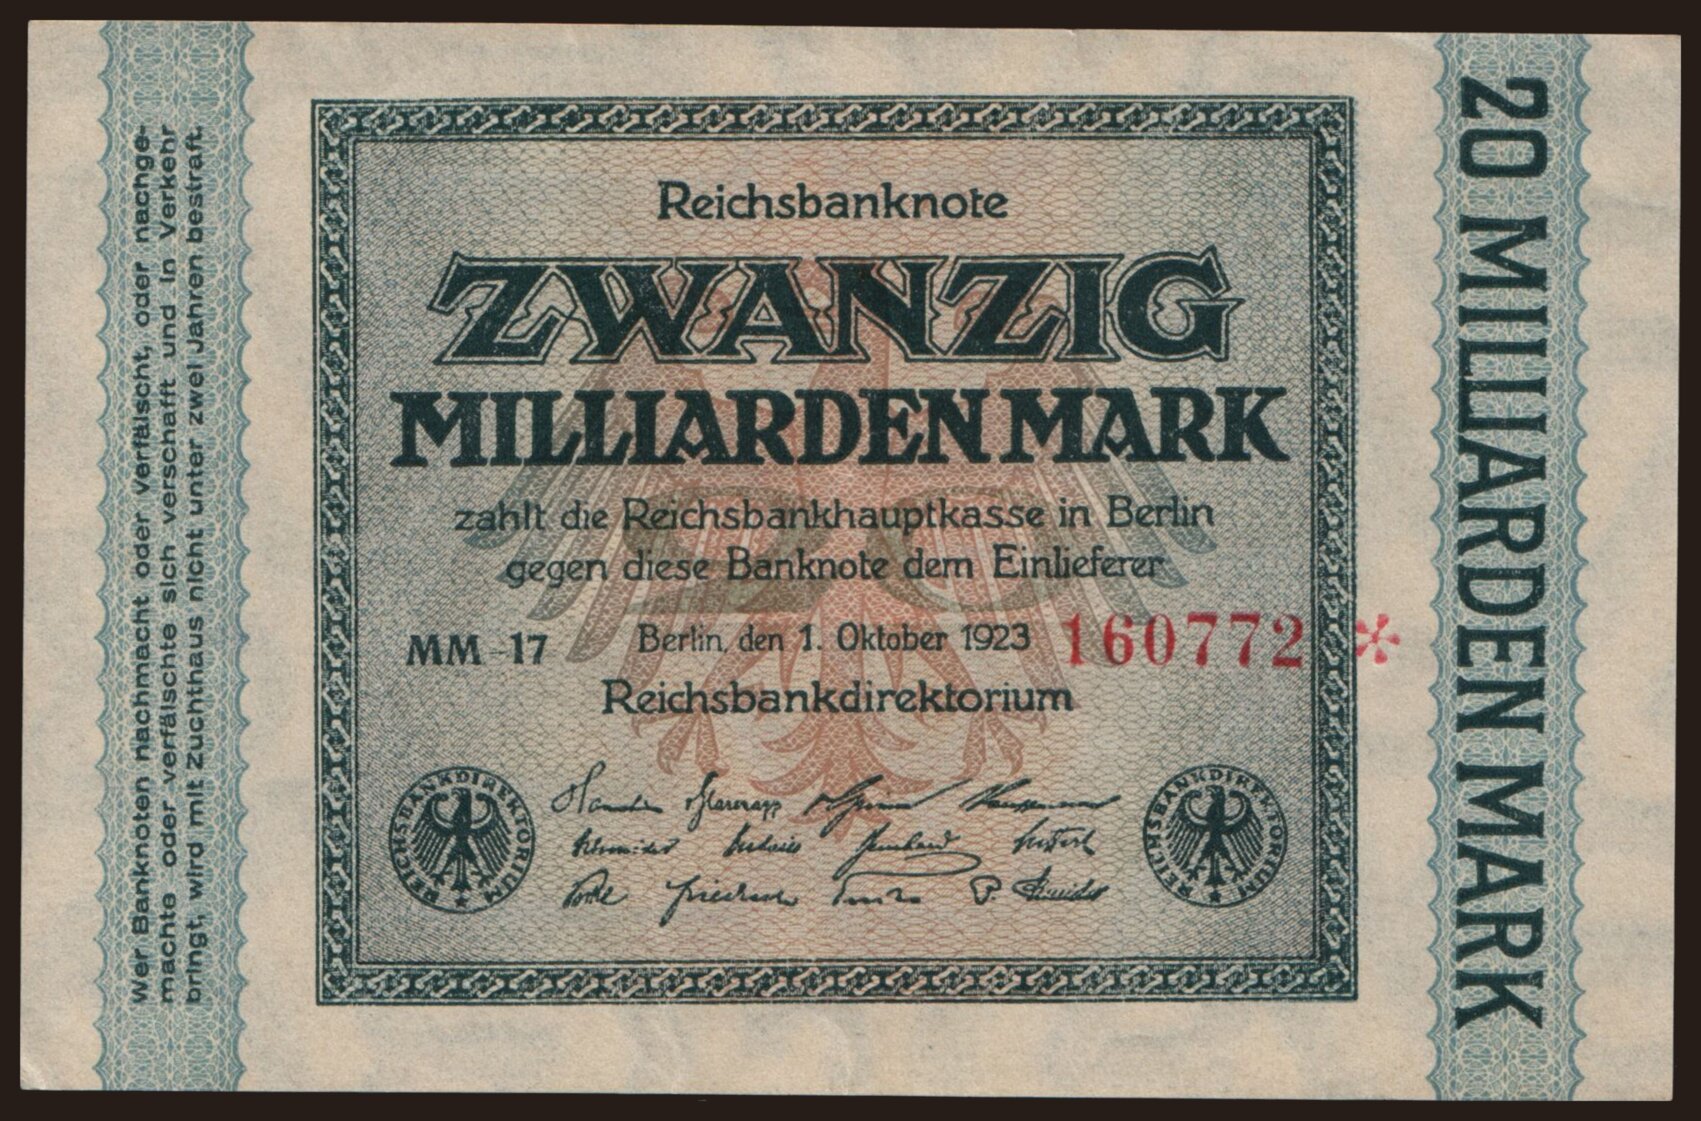 Wer Banknoten nachmacht oder verfälscht, oder nachge-
machte oder verfälschte sich verschafft und in Verkehr
bringt, wird mit Zuchthaus nicht unter zwei Jahren bestraft.
Reichsbanknote
ZWANZIG
MILLIARDEN MARK
zahlt die Reichsbankhauptkasse in Berlin
gegen diese Banknote dem Einlieferer
MM-17 Berlin, den 1. Oktober 1923 160772 *
Reichsbankdirektorium
REICHSBANKDIREKTORIUM
REICHSBANKDIREKTORIUM
20
20 MILLIARDEN MARK